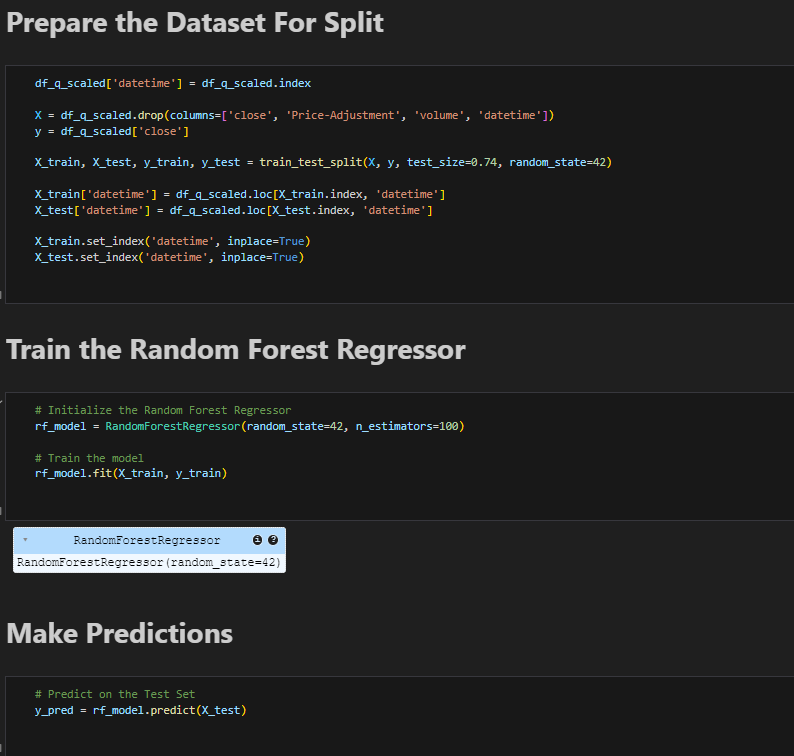 Prepare the Dataset For Split
df_q_scaled['datetime'] = df_q_scaled.index
X = df_q_scaled.drop(columns=['close', 'Price-Adjustment', 'volume', 'datetime'])
y = df_q_scaled['close']
X_train, X_test, y_train, y_test = train_test_split(X, y, test_size=0.74, random_state=42)
X_train['datetime'] = df_q_scaled.loc[X_train.index, 'datetime']
X_test['datetime'] = df_q_scaled.loc[X_test.index, 'datetime']
X_train.set_index('datetime', inplace=True)
X_test.set_index('datetime', inplace=True)
Train the Random Forest Regressor
# Initialize the Random Forest Regressor
rf_model = RandomForestRegressor(random_state=42, n_estimators=100)
# Train the model
rf_model.fit(X_train, y_train)
RandomForestRegressor i ?
RandomForestRegressor(random_state=42)
Make Predictions
# Predict on the Test Set
y_pred = rf_model.predict(X_test)